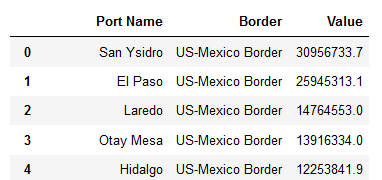 Port Name Border Value
0 San Ysidro US-Mexico Border 30956733.7
1 El Paso US-Mexico Border 25945313.1
2 Laredo US-Mexico Border 14764553.0
3 Otay Mesa US-Mexico Border 13916334.0
4 Hidalgo US-Mexico Border 12253841.9